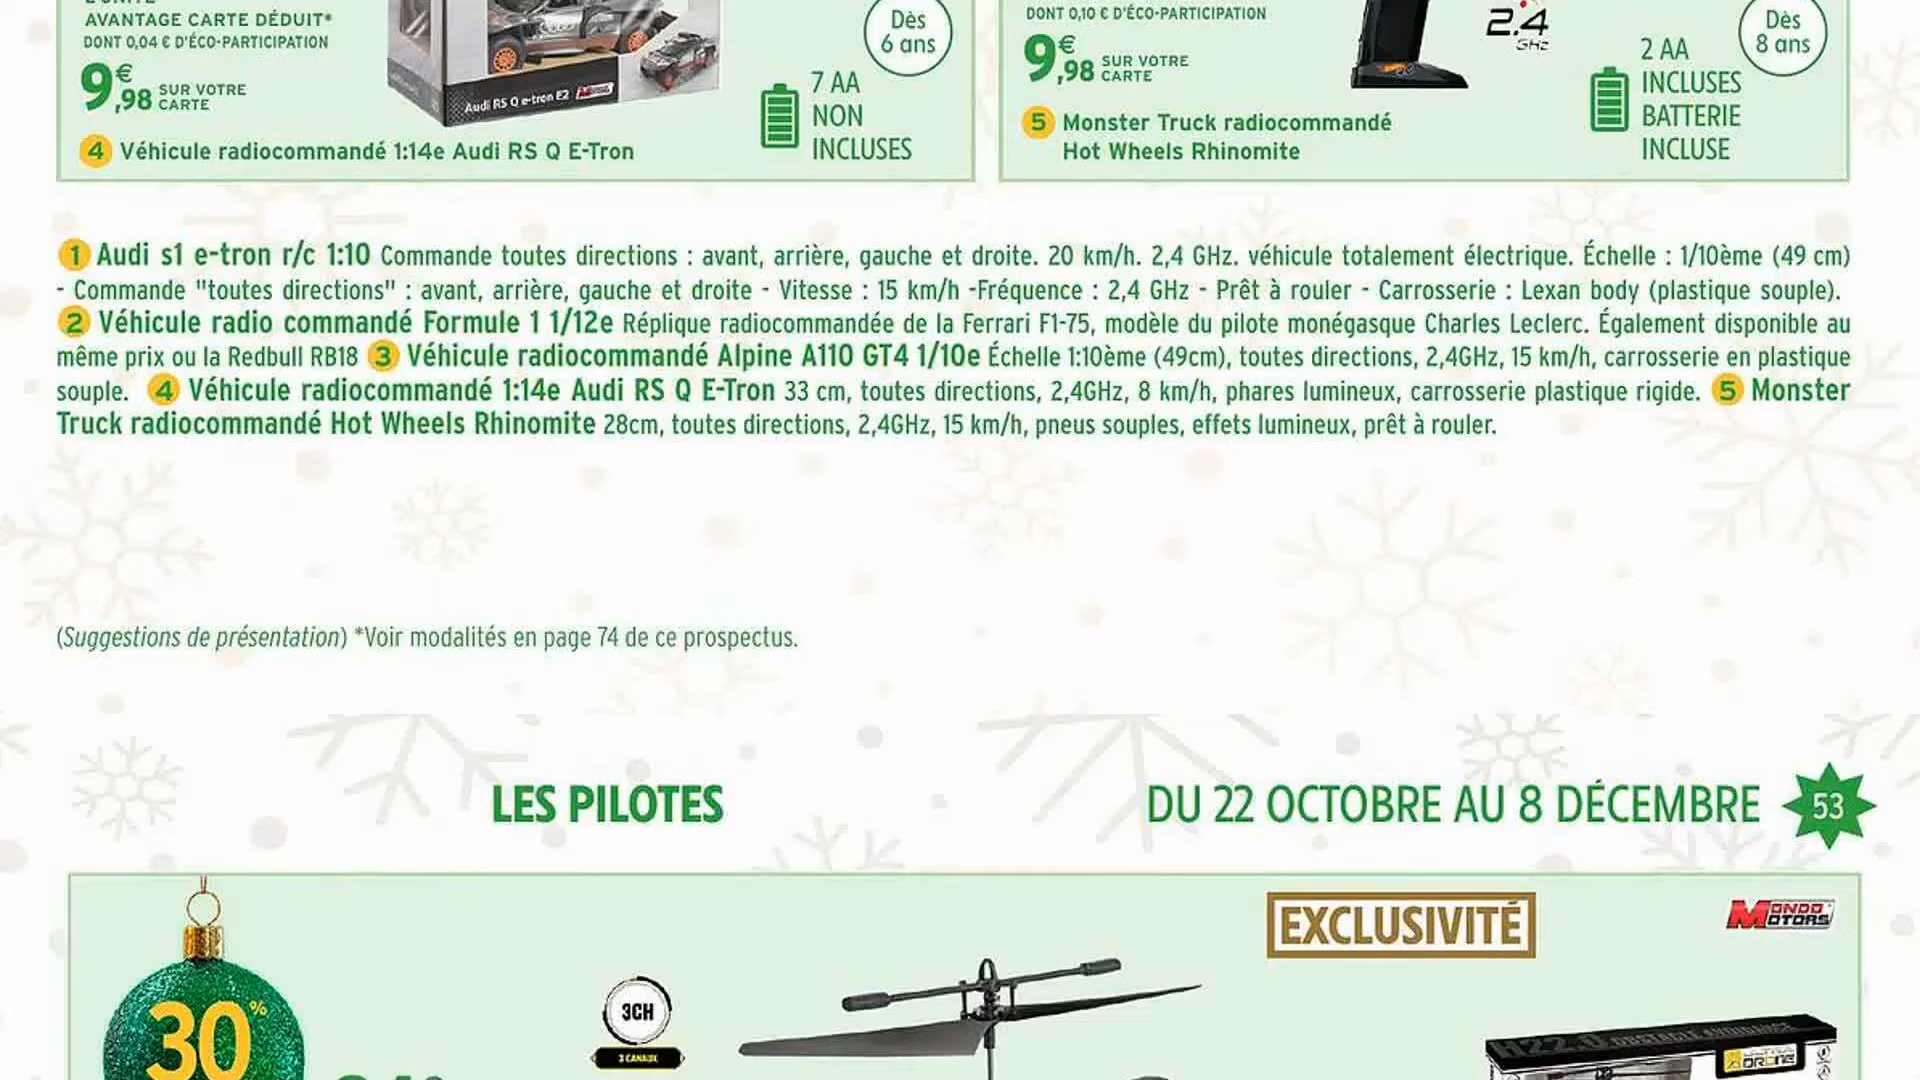 AVANTAGE CARTE DÉDUIT*
DONT 0,04 € D'ÉCO-PARTICIPATION
9€,98 SUR VOTRE
CARTE
Audi RS Q e-tron E2
4 Véhicule radiocommandé 1:14e Audi RS Q E-Tron
Dès
6 ans
7 AA
NON
INCLUSES
DONT 0,10 € D'ÉCO-PARTICIPATION
9€,98 SUR VOTRE
CARTE
5 Monster Truck radiocommandé
Hot Wheels Rhinomite
2.4
GHz
2 AA
INCLUSES
BATTERIE
INCLUSE
Dès
8 ans
1 Audi s1 e-tron r/c 1:10 Commande toutes directions : avant, arrière, gauche et droite. 20 km/h. 2,4 GHz. véhicule totalement électrique. Échelle : 1/10ème (49 cm)
- Commande "toutes directions" : avant, arrière, gauche et droite - Vitesse : 15 km/h -Fréquence : 2,4 GHz - Prêt à rouler - Carrosserie : Lexan body (plastique souple).
2 Véhicule radio commandé Formule 1 1/12e Réplique radiocommandée de la Ferrari F1-75, modèle du pilote monégasque Charles Leclerc. Également disponible au
même prix ou la Redbull RB18 3 Véhicule radiocommandé Alpine A110 GT4 1/10e Échelle 1:10ème (49cm), toutes directions, 2,4GHz, 15 km/h, carrosserie en plastique
souple. 4 Véhicule radiocommandé 1:14e Audi RS Q E-Tron 33 cm, toutes directions, 2,4GHz, 8 km/h, phares lumineux, carrosserie plastique rigide. 5 Monster
Truck radiocommandé Hot Wheels Rhinomite 28cm, toutes directions, 2,4GHz, 15 km/h, pneus souples, effets lumineux, prêt à rouler.
(Suggestions de présentation) *Voir modalités en page 74 de ce prospectus.
LES PILOTES
DU 22 OCTOBRE AU 8 DÉCEMBRE 53
EXCLUSIVITÉ
MONDO
MOTORS
30%
3CH
3 CANAUX
H22.0 OBSTACLE AVOIDANCE
DRONE